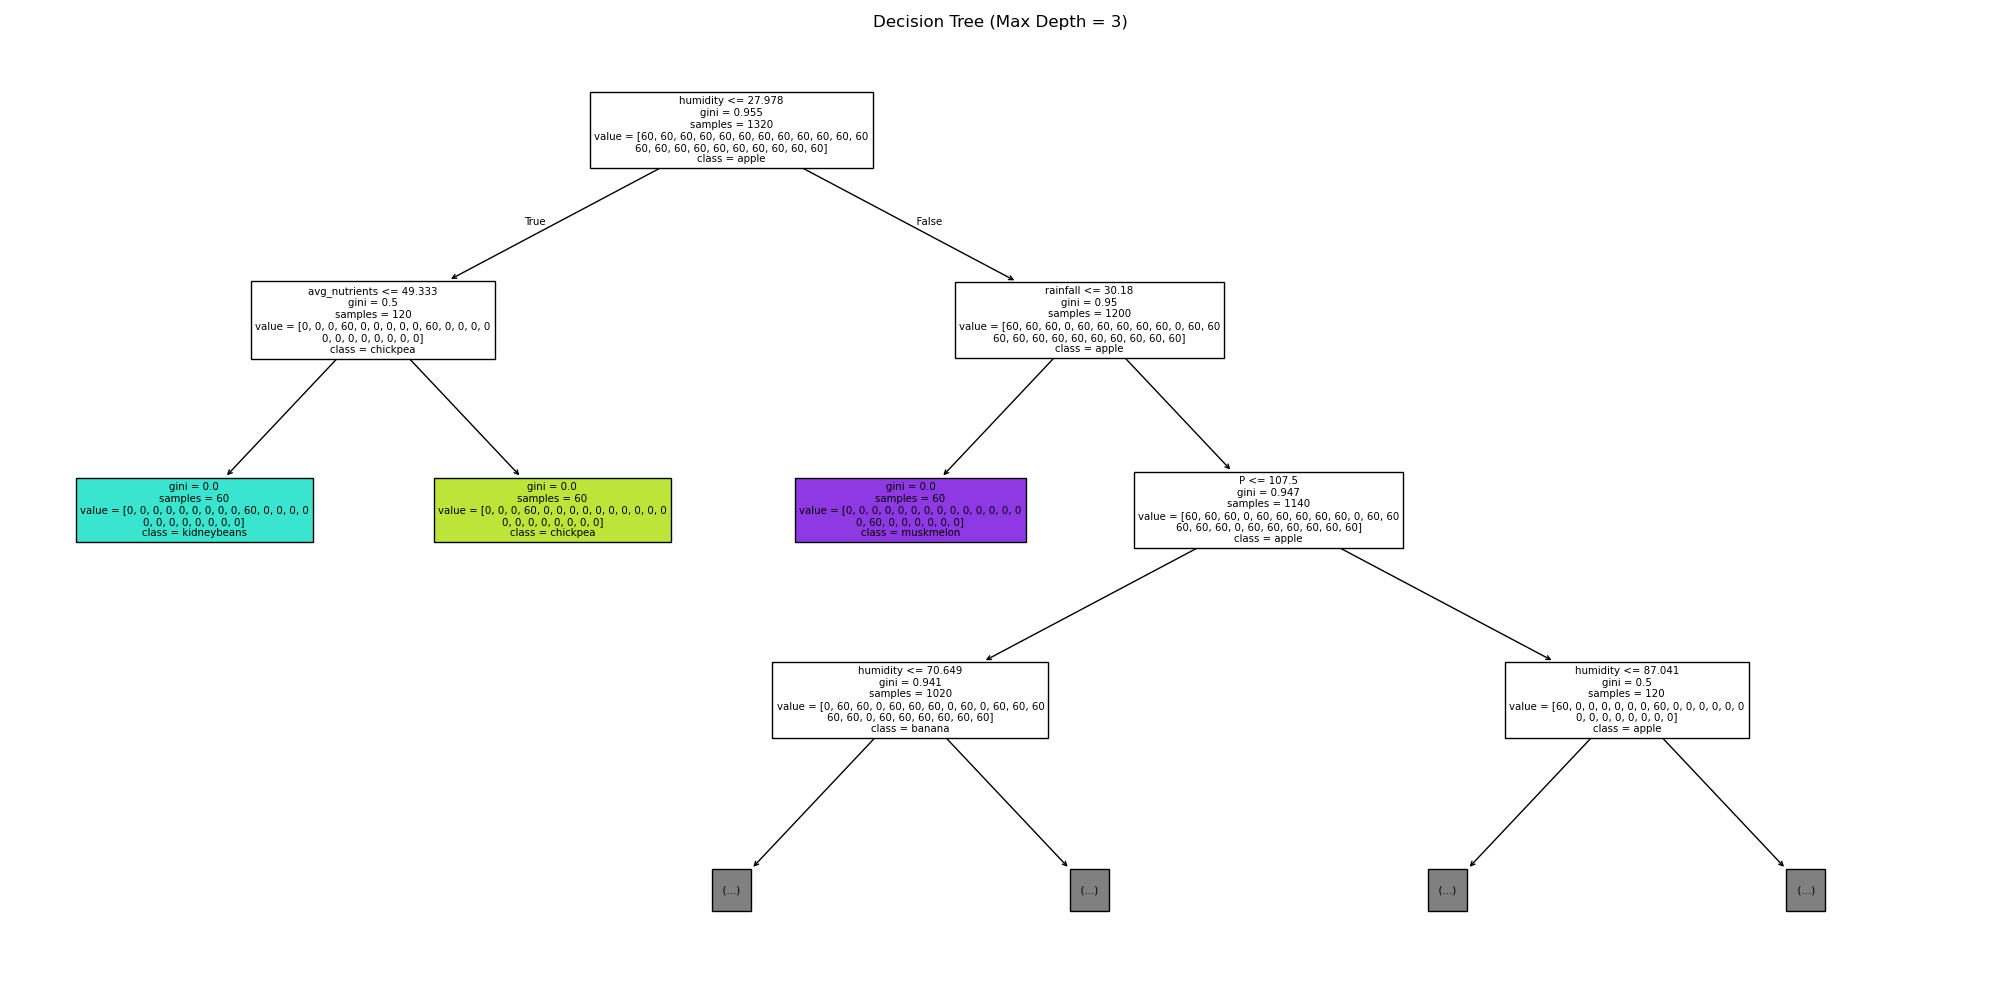 Decision Tree (Max Depth = 3)
humidity <= 27.978
gini = 0.955
samples = 1320
value = [60, 60, 60, 60, 60, 60, 60, 60, 60, 60, 60, 60
60, 60, 60, 60, 60, 60, 60, 60, 60, 60]
class = apple
True
False
avg_nutrients <= 49.333
gini = 0.5
samples = 120
value = [0, 0, 0, 60, 0, 0, 0, 0, 0, 60, 0, 0, 0, 0
0, 0, 0, 0, 0, 0, 0, 0]
class = chickpea
rainfall <= 30.18
gini = 0.95
samples = 1200
value = [60, 60, 60, 0, 60, 60, 60, 60, 60, 0, 60, 60
60, 60, 60, 60, 60, 60, 60, 60, 60, 60]
class = apple
gini = 0.0
samples = 60
value = [0, 0, 0, 0, 0, 0, 0, 0, 0, 60, 0, 0, 0, 0
0, 0, 0, 0, 0, 0, 0, 0]
class = kidneybeans
gini = 0.0
samples = 60
value = [0, 0, 0, 60, 0, 0, 0, 0, 0, 0, 0, 0, 0, 0
0, 0, 0, 0, 0, 0, 0, 0]
class = chickpea
gini = 0.0
samples = 60
value = [0, 0, 0, 0, 0, 0, 0, 0, 0, 0, 0, 0, 0, 0
0, 60, 0, 0, 0, 0, 0, 0]
class = muskmelon
P <= 107.5
gini = 0.947
samples = 1140
value = [60, 60, 60, 0, 60, 60, 60, 60, 60, 0, 60, 60
60, 60, 60, 0, 60, 60, 60, 60, 60, 60]
class = apple
humidity <= 70.649
gini = 0.941
samples = 1020
value = [0, 60, 60, 0, 60, 60, 60, 0, 60, 0, 60, 60, 60
60, 60, 0, 60, 60, 60, 60, 60, 60]
class = banana
humidity <= 87.041
gini = 0.5
samples = 120
value = [60, 0, 0, 0, 0, 0, 0, 60, 0, 0, 0, 0, 0, 0
0, 0, 0, 0, 0, 0, 0, 0]
class = apple
(...)
(...)
(...)
(...)